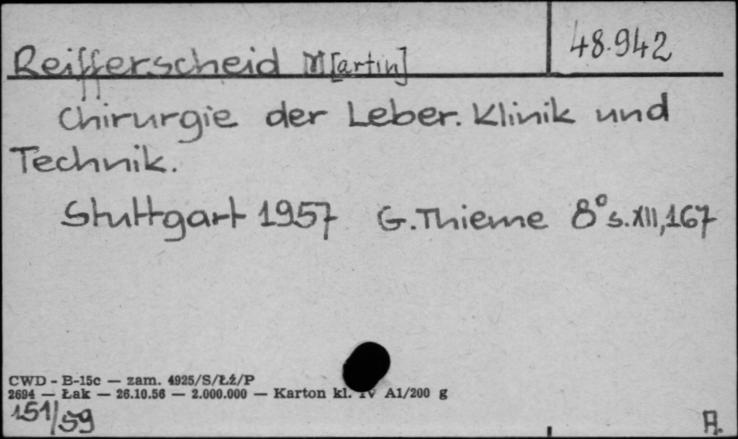 48.942
Reifferscheid M[artin]
Chirurgie der Leber. Klinik und
Technik.
Stuttgart 1957 G. Thieme 8° s. XII, 167
CWD - B-15c — zam. 4925/S/Łź/P
2694 — Łak — 26.10.56 — 2.000.000 — Karton kl. IV A1/200 g
151/59
A.